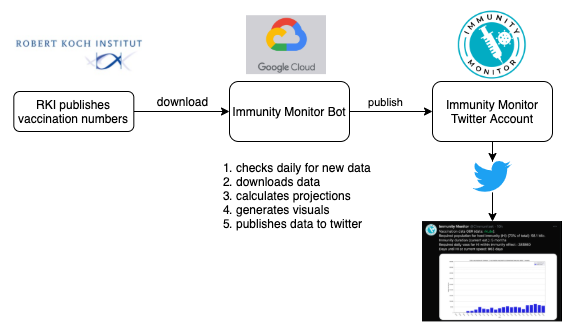 ROBERT KOCH INSTITUT
Google Cloud
IMMUNITY
MONITOR
RKI publishes
vaccination numbers
download
Immunity Monitor Bot
publish
Immunity Monitor
Twitter Account
1. checks daily for new data
2. downloads data
3. calculates projections
4. generates visuals
5. publishes data to twitter
Immunity Monitor